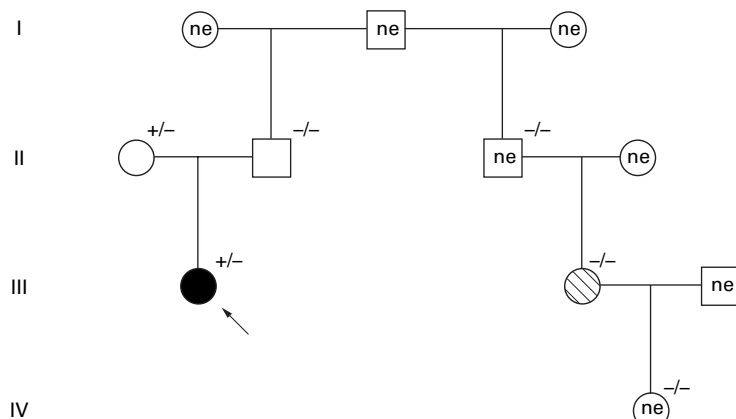 I ne ne ne
+/– –/– –/–
II ne ne
+/– –/–
III ne
–/–
IV ne